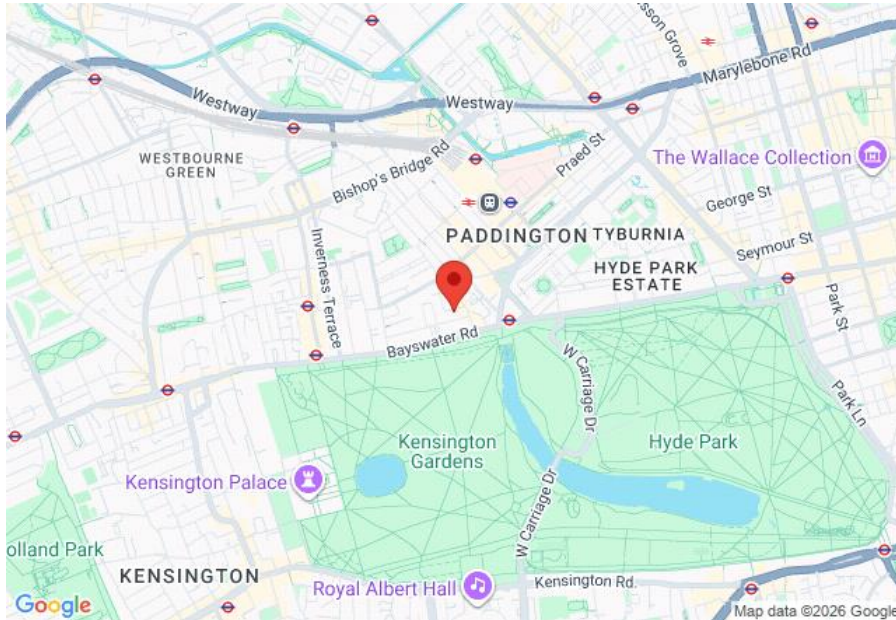 isson Grove
Marylebone Rd
Westway
Westway
WESTBOURNE
GREEN
Bishop's Bridge Rd
Praed St
The Wallace Collection
George St
PADDINGTON
TYBURNIA
Seymour St
HYDE PARK
ESTATE
Inverness Terrace
Park St
Bayswater Rd
W Carriage Dr
Park Ln
Kensington
Gardens
Hyde Park
Kensington Palace
W Carriage Dr
olland Park
KENSINGTON
Royal Albert Hall
Kensington Rd.
Google
Map data ©2026 Google